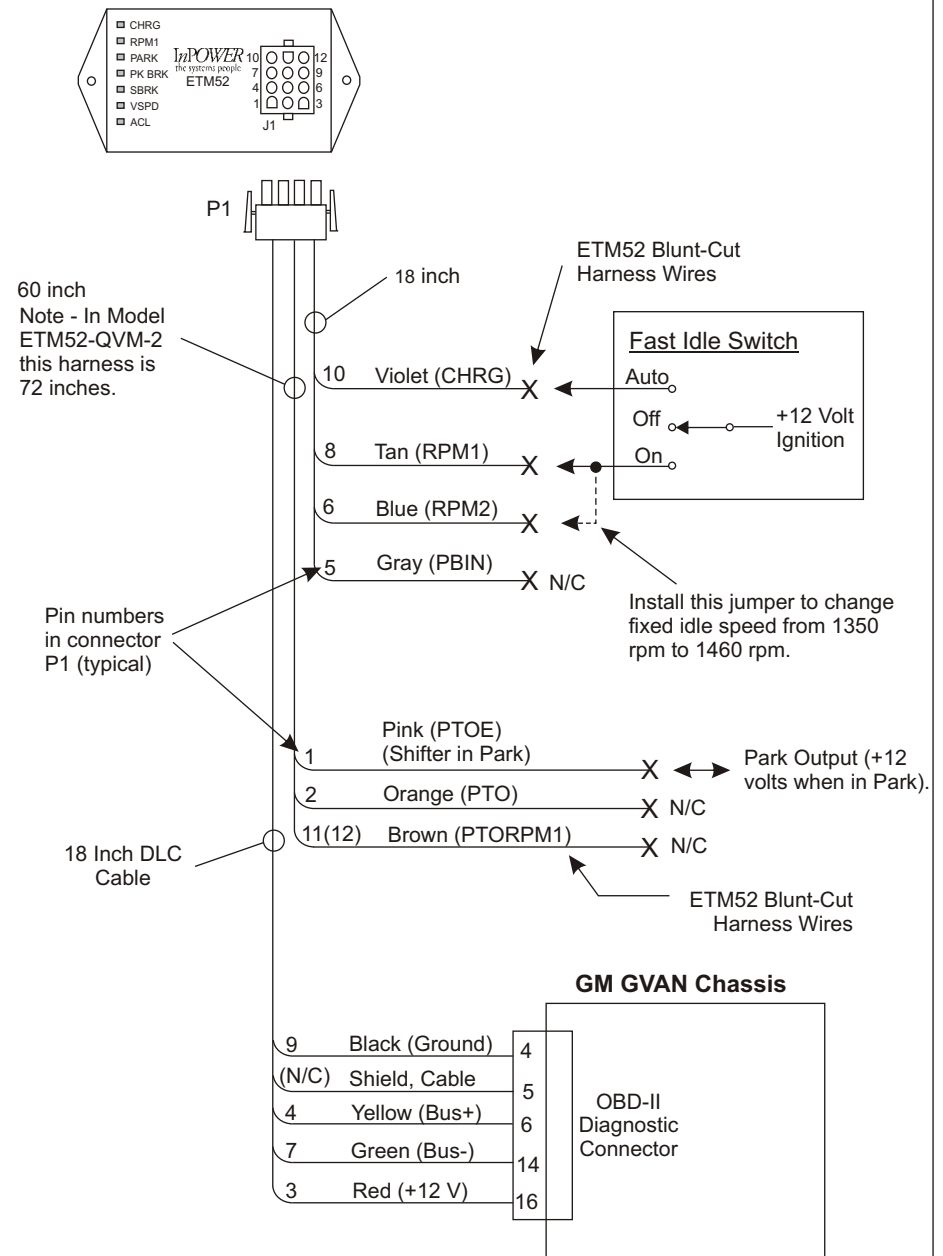 CHRG
RPM1
PARK
PK BRK
SBRK
VSPD
ACL
InPOWER
the systems people
ETM52
10 12
7 9
4 6
1 3
J1
P1
60 inch
Note - In Model
ETM52-QVM-2
this harness is
72 inches.
18 inch
ETM52 Blunt-Cut
Harness Wires
Fast Idle Switch
Auto
Off
On
+12 Volt
Ignition
10 Violet (CHRG) X
8 Tan (RPM1) X
6 Blue (RPM2) X
5 Gray (PBIN) X N/C
Install this jumper to change
fixed idle speed from 1350
rpm to 1460 rpm.
Pin numbers
in connector
P1 (typical)
Pink (PTOE)
1 (Shifter in Park) X
Park Output (+12
volts when in Park).
2 Orange (PTO) X N/C
11(12) Brown (PTORPM1) X N/C
18 Inch DLC
Cable
ETM52 Blunt-Cut
Harness Wires
GM GVAN Chassis
9 Black (Ground) 4
(N/C) Shield, Cable 5
4 Yellow (Bus+) 6
7 Green (Bus-) 14
3 Red (+12 V) 16
OBD-II
Diagnostic
Connector